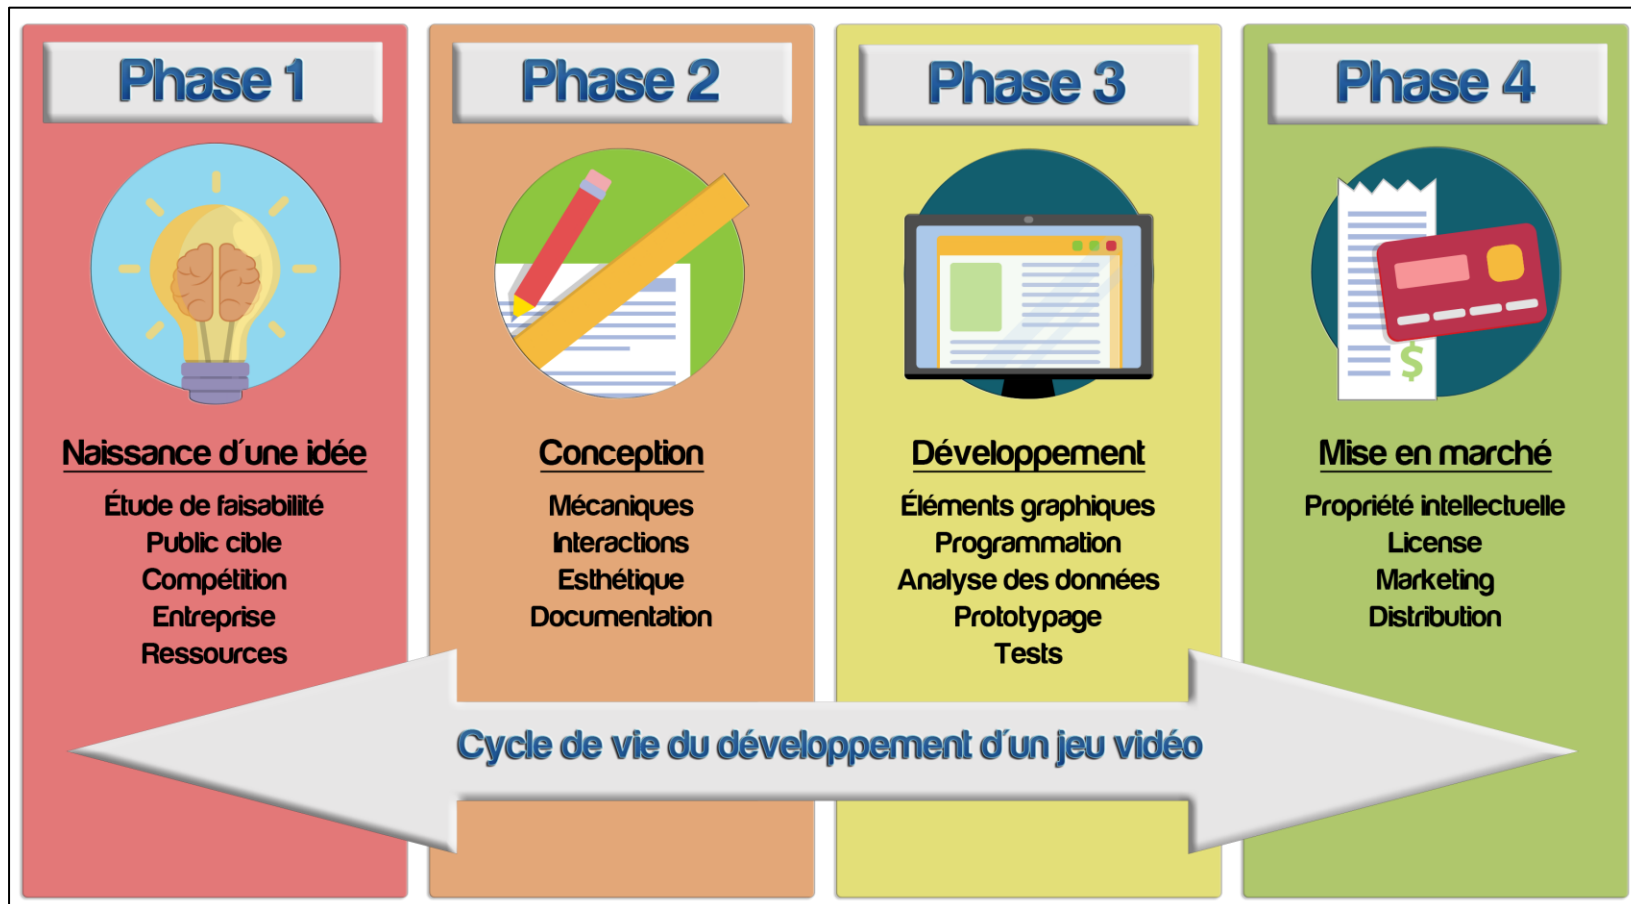 Phase 1
Naissance d'une idée
Étude de faisabilité
Public cible
Compétition
Entreprise
Ressources
Phase 2
Conception
Mécaniques
Interactions
Esthétique
Documentation
Phase 3
Développement
Éléments graphiques
Programmation
Analyse des données
Prototypage
Tests
Phase 4
$
Mise en marché
Propriété intellectuelle
License
Marketing
Distribution
Cycle de vie du développement d'un jeu vidéo